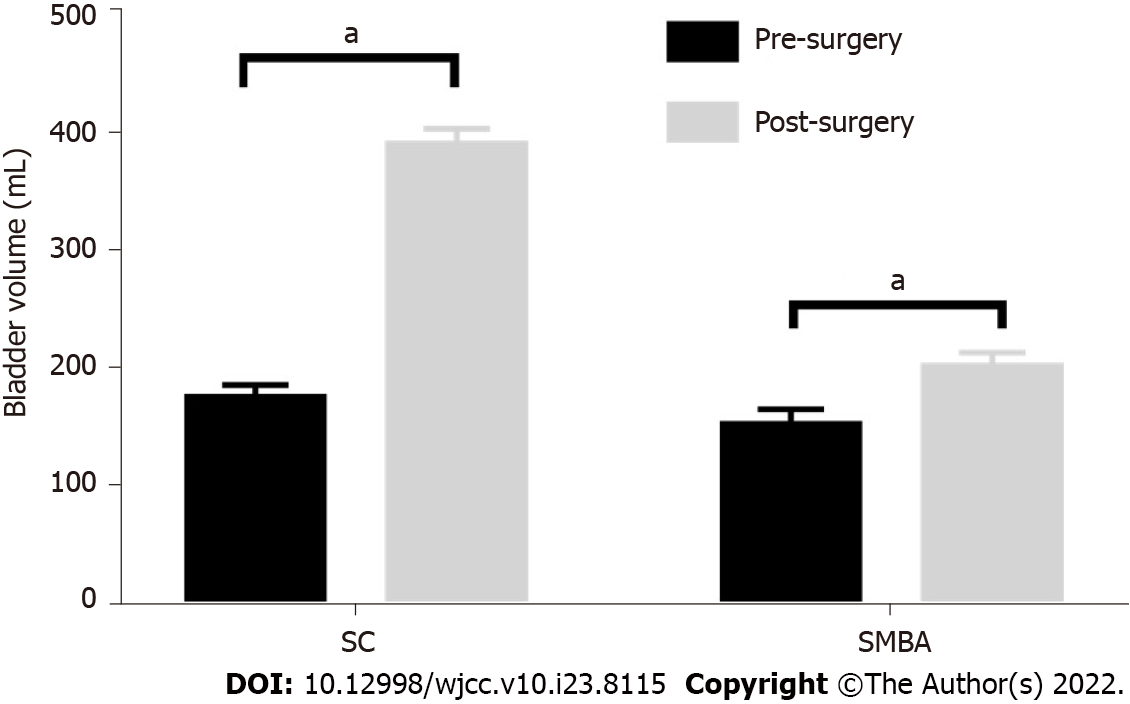 500
400
300
200
100
0
Bladder volume (mL)
a
a
Pre-surgery
Post-surgery
SC
SMBA
DOI: 10.12998/wjcc.v10.i23.8115 Copyright ©The Author(s) 2022.